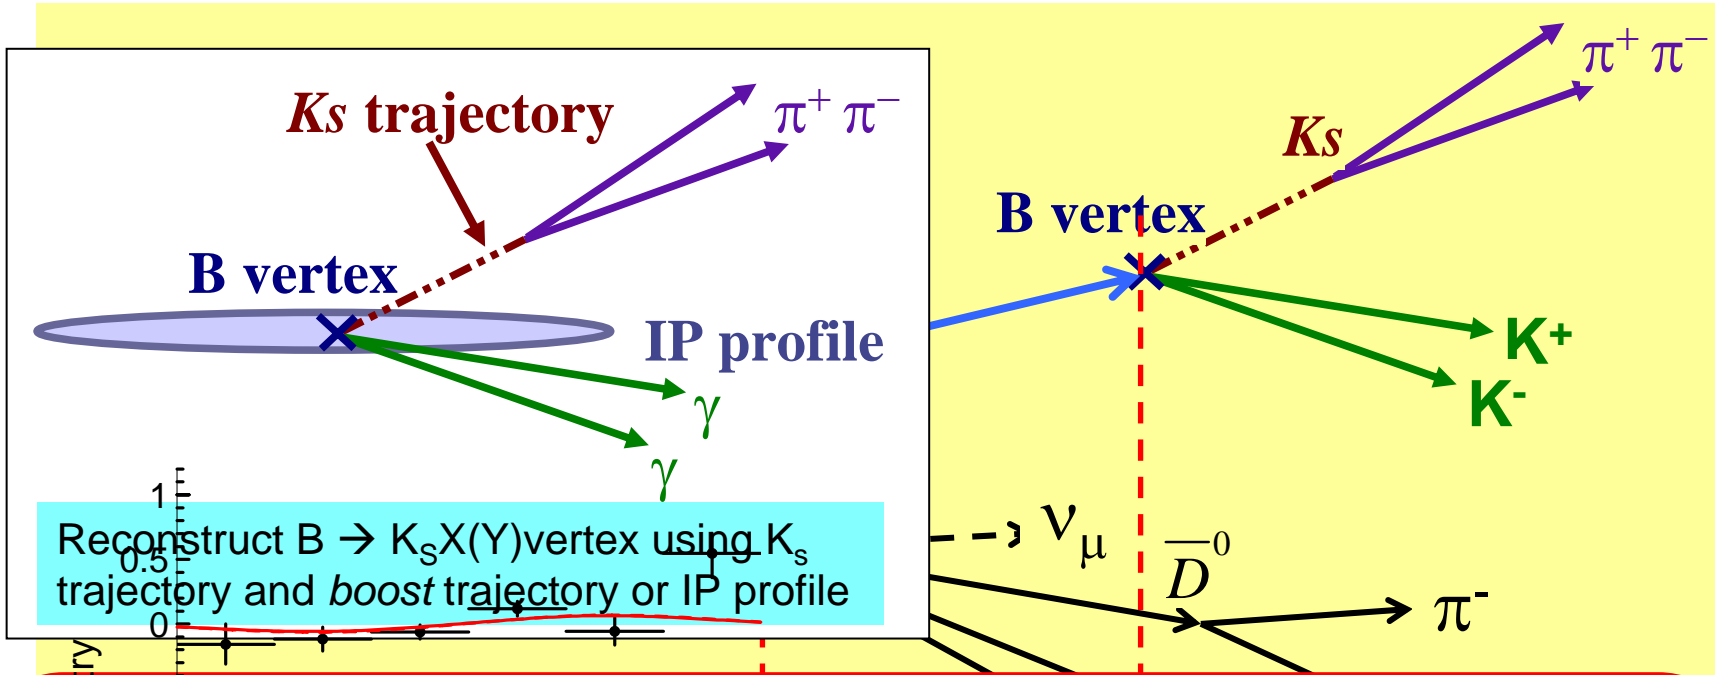 Ks trajectory
π⁺ π⁻
B vertex
IP profile
γ
γ
1
0.5
0
Reconstruct B → K_SX(Y)vertex using K_s
trajectory and boost trajectory or IP profile
π⁺ π⁻
Ks
B vertex
K⁺
K⁻
ν_μ
D̅⁰
π⁻